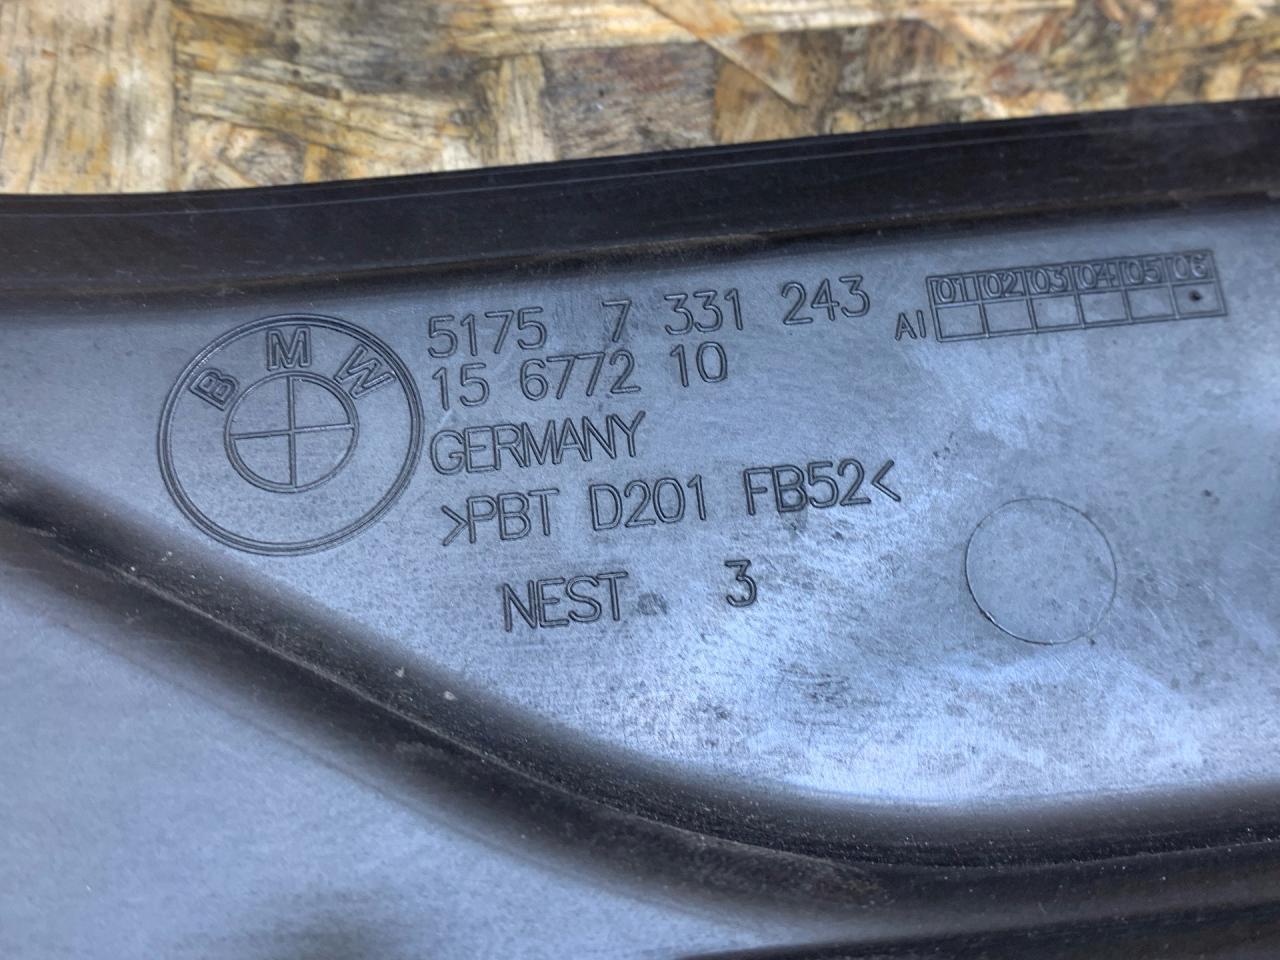 BMW
5175 7 331 243
15 6772 10
GERMANY
>PBT D201 FB52<
NEST 3
AI 01 02 03 04 05 06